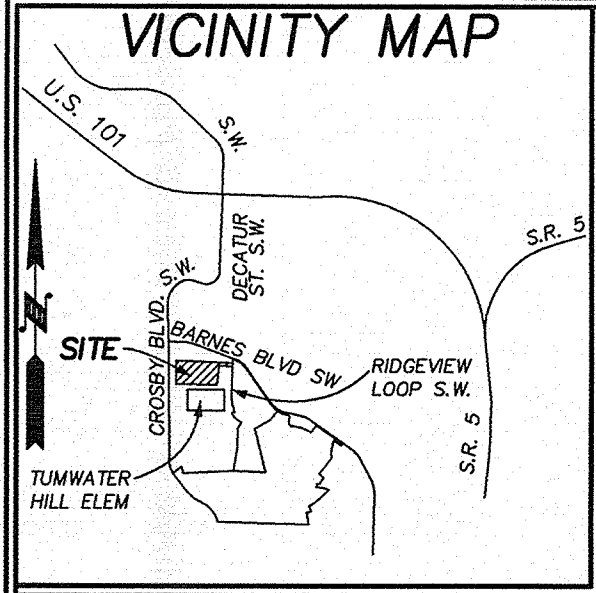 VICINITY MAP
U.S. 101
S.W.
DECATUR
ST. S.W.
S.R. 5
S.W.
CROSBY BLVD.
N
BARNES BLVD SW
SITE
RIDGEVIEW
LOOP S.W.
S.R. 5
TUMWATER
HILL ELEM